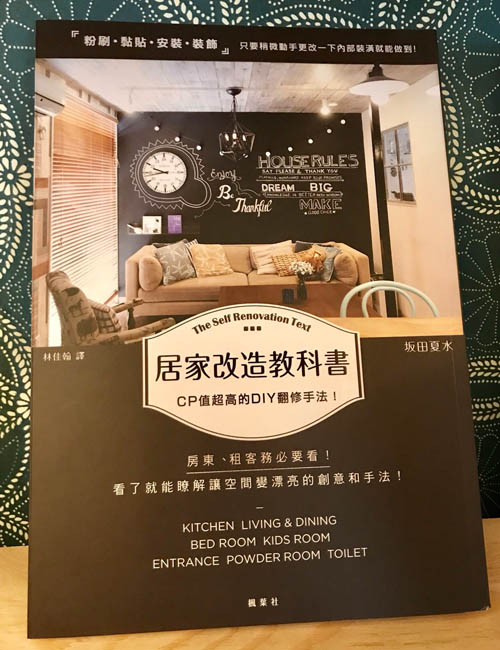 『粉刷・黏貼・安裝・裝飾』 只要稍微動手更改一下內部裝潢就能做到！
HOUSE RULES
SAY PLEASE & THANK YOU
Enjoy
DREAM BIG
Be
Thankful
MAKE
The Self Renovation Text
林佳翰 譯
坂田夏水
居家改造教科書
CP值超高的DIY翻修手法！
房東、租客務必要看！
看了就能瞭解讓空間變漂亮的創意和手法！
KITCHEN LIVING & DINING
BED ROOM KIDS ROOM
ENTRANCE POWDER ROOM TOILET
楓葉社